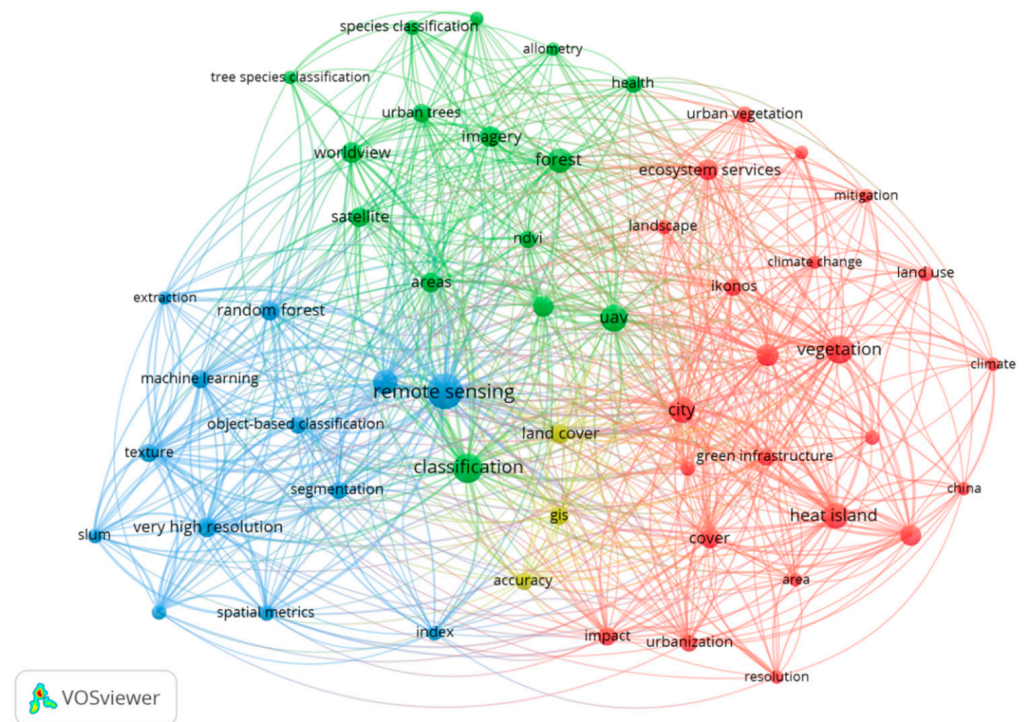 species classification
allometry
tree species classification
health
urban trees
urban vegetation
imagery
worldview
forest
ecosystem services
mitigation
satellite
landscape
ndvi
climate change
land use
areas
ikonos
extraction
random forest
uav
vegetation
climate
machine learning
remote sensing
city
object-based classification
land cover
texture
green infrastructure
classification
segmentation
china
very high resolution
gis
heat island
slum
cover
accuracy
area
spatial metrics
index
impact
urbanization
resolution
VOSviewer